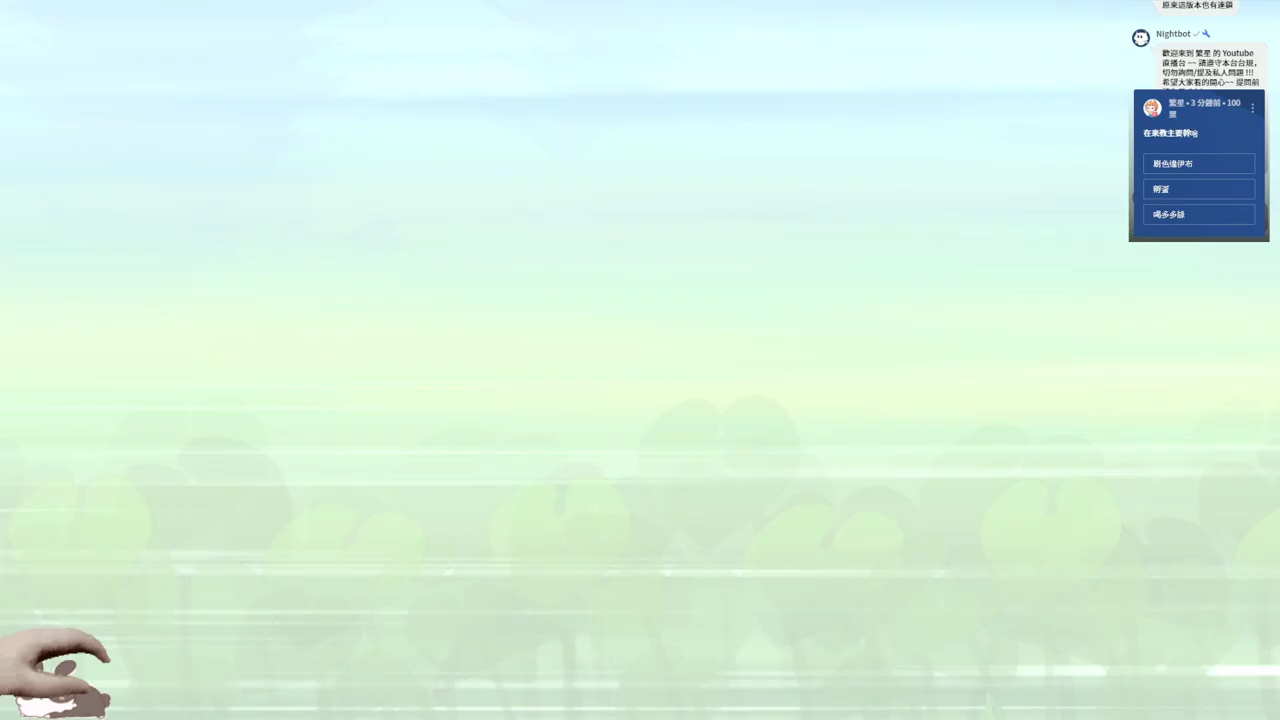 原來這版本也有連鎖
Nightbot
歡迎來到 繁星 的 Youtube
直播台 ~~ 請遵守本台台規，
切勿詢問/提及私人問題 !!!
希望大家看的開心~~ 提問前
繁星 • 3 分鐘前 • 100
票
在來教主要幹嘛
刷色違伊布
孵蛋
喝多多綠